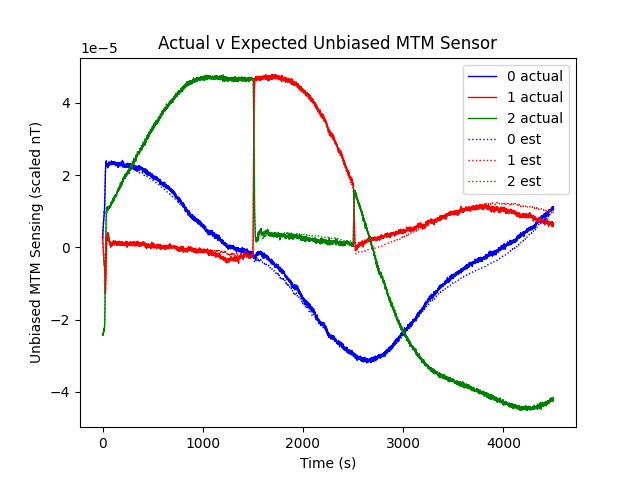 Actual v Expected Unbiased MTM Sensor
1e−5
Unbiased MTM Sensing (scaled nT)
4
2
0
−2
−4
0 actual
1 actual
2 actual
0 est
1 est
2 est
0 1000 2000 3000 4000
Time (s)